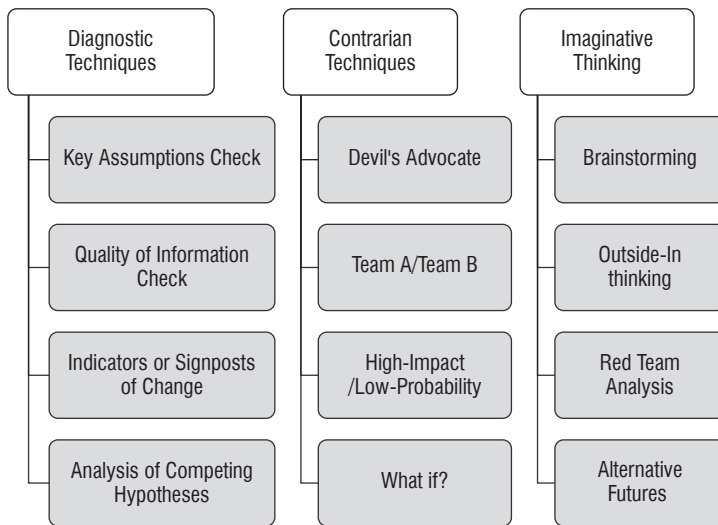 Diagnostic
Techniques
Key Assumptions Check
Quality of Information
Check
Indicators or Signposts
of Change
Analysis of Competing
Hypotheses
Contrarian
Techniques
Devil's Advocate
Team A/Team B
High-Impact
/Low-Probability
What if?
Imaginative
Thinking
Brainstorming
Outside-In
thinking
Red Team
Analysis
Alternative
Futures